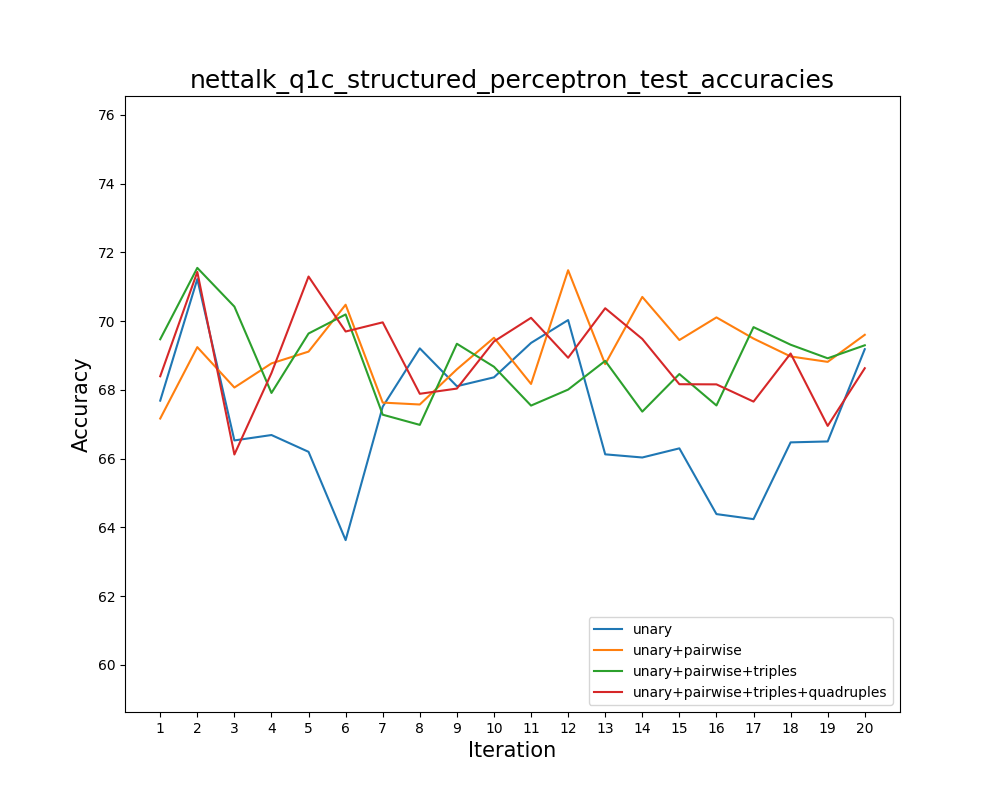 nettalk_q1c_structured_perceptron_test_accuracies
76
74
72
70
68
66
64
62
60
Accuracy
unary
unary+pairwise
unary+pairwise+triples
unary+pairwise+triples+quadruples
1 2 3 4 5 6 7 8 9 10 11 12 13 14 15 16 17 18 19 20
Iteration